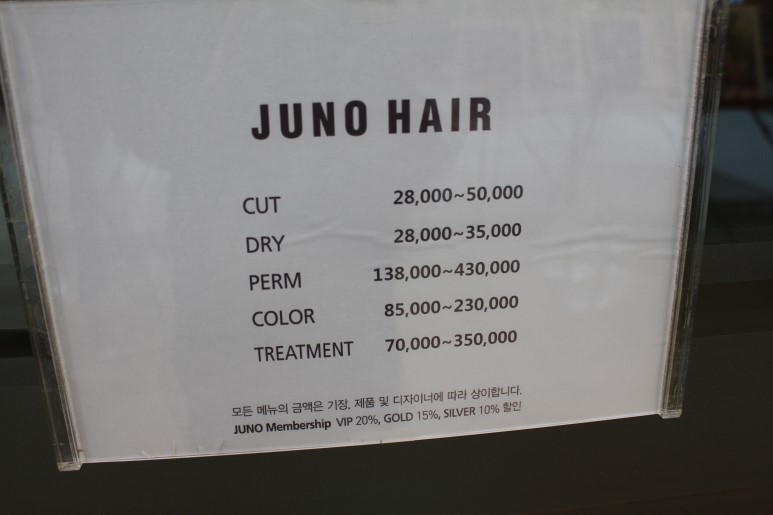 JUNO HAIR
CUT 28,000~50,000
DRY 28,000~35,000
PERM 138,000~430,000
COLOR 85,000~230,000
TREATMENT 70,000~350,000
모든 메뉴의 금액은 기장, 제품 및 디자이너에 따라 상이합니다.
JUNO Membership VIP 20%, GOLD 15%, SILVER 10% 할인